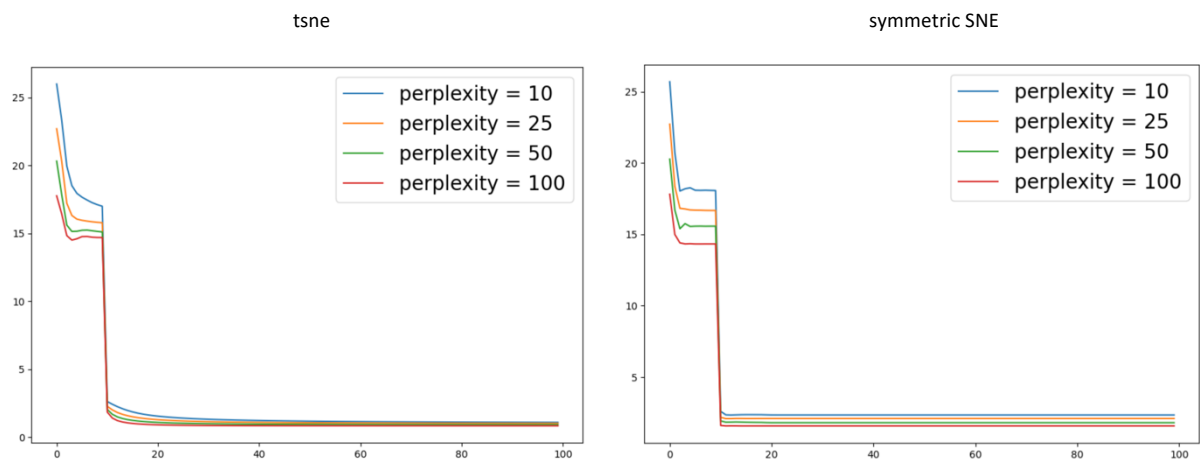 tsne
symmetric SNE
perplexity = 10
perplexity = 25
perplexity = 50
perplexity = 100
25
20
15
10
5
0
0
20
40
60
80
100
perplexity = 10
perplexity = 25
perplexity = 50
perplexity = 100
25
20
15
10
5
0
20
40
60
80
100